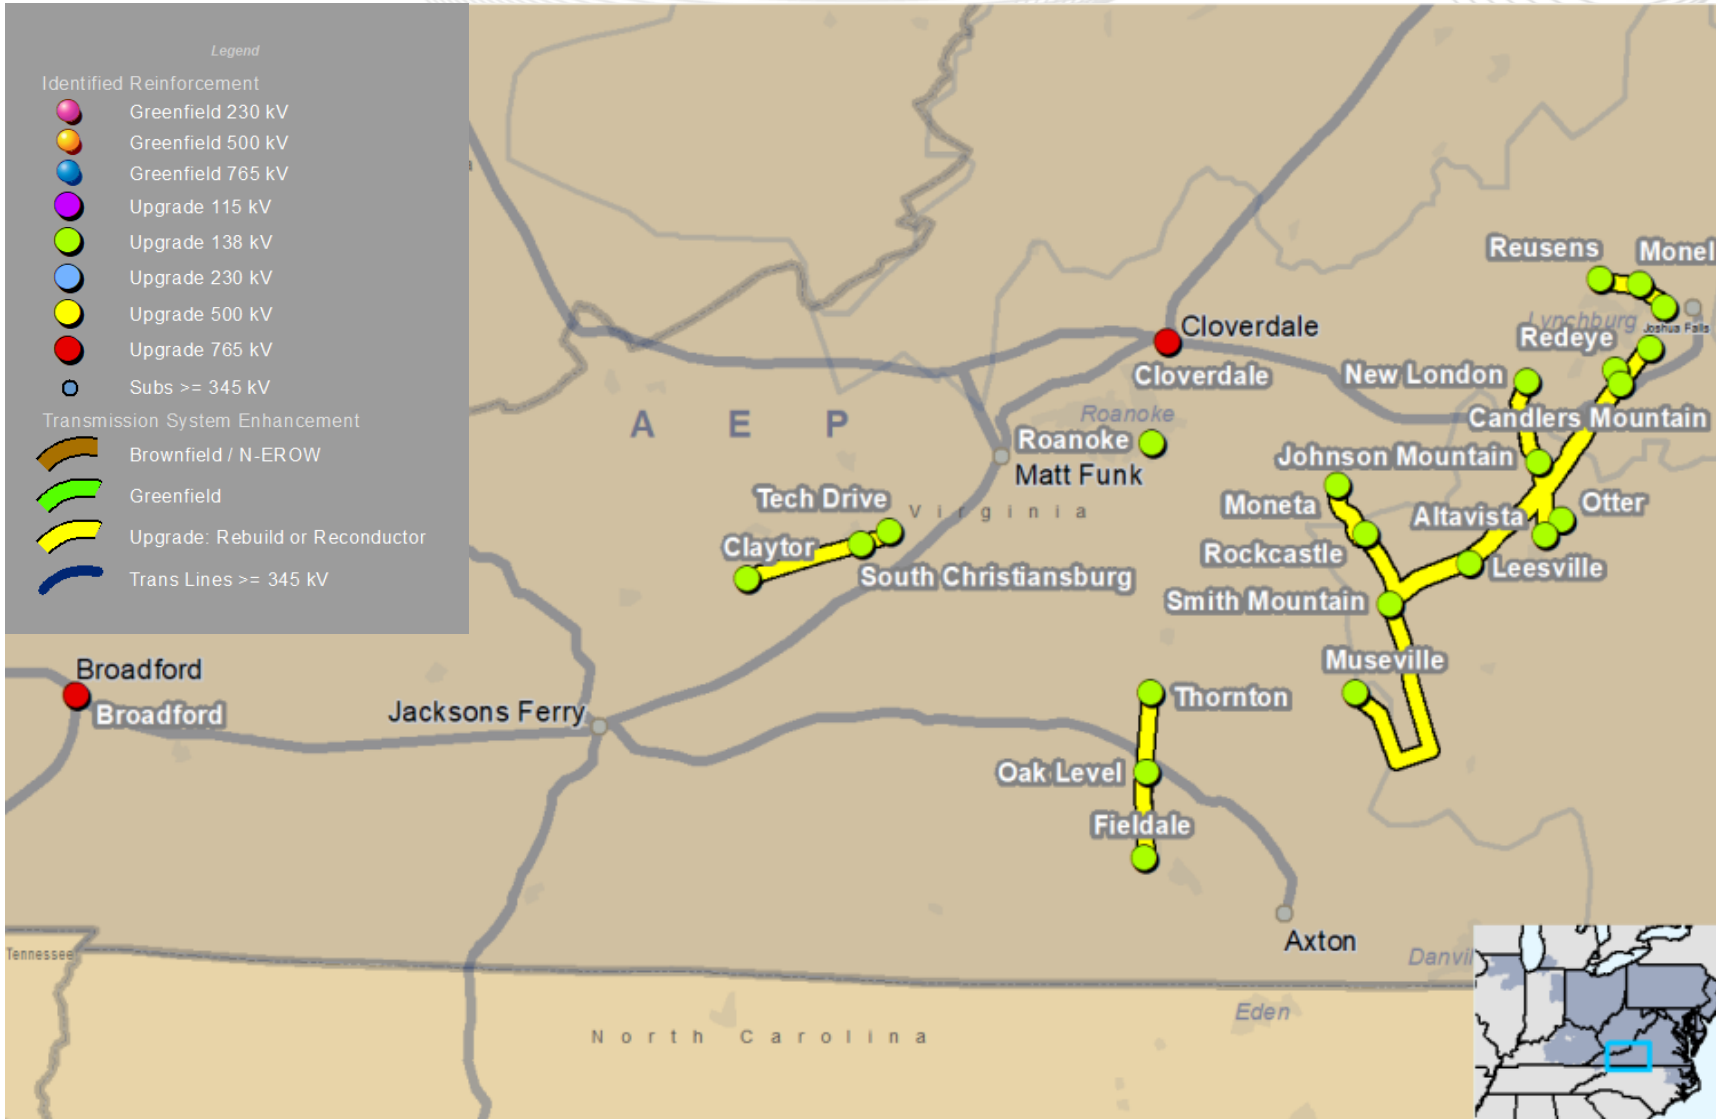 Legend
Identified Reinforcement
Greenfield 230 kV
Greenfield 500 kV
Greenfield 765 kV
Upgrade 115 kV
Upgrade 138 kV
Upgrade 230 kV
Upgrade 500 kV
Upgrade 765 kV
Subs >= 345 kV
Transmission System Enhancement
Brownfield / N-EROW
Greenfield
Upgrade: Rebuild or Reconductor
Trans Lines >= 345 kV
Reusens
Monel
Lynchburg
Joshua Falls
Cloverdale
Redeye
Cloverdale
New London
Roanoke
A E P
Candlers Mountain
Roanoke
Matt Funk
Johnson Mountain
Tech Drive
Virginia
Moneta
Altavista
Otter
Claytor
Rockcastle
South Christiansburg
Leesville
Smith Mountain
Broadford
Museville
Broadford
Jacksons Ferry
Thornton
Oak Level
Fieldale
Axton
Tennessee
Danvil
Eden
North Carolina